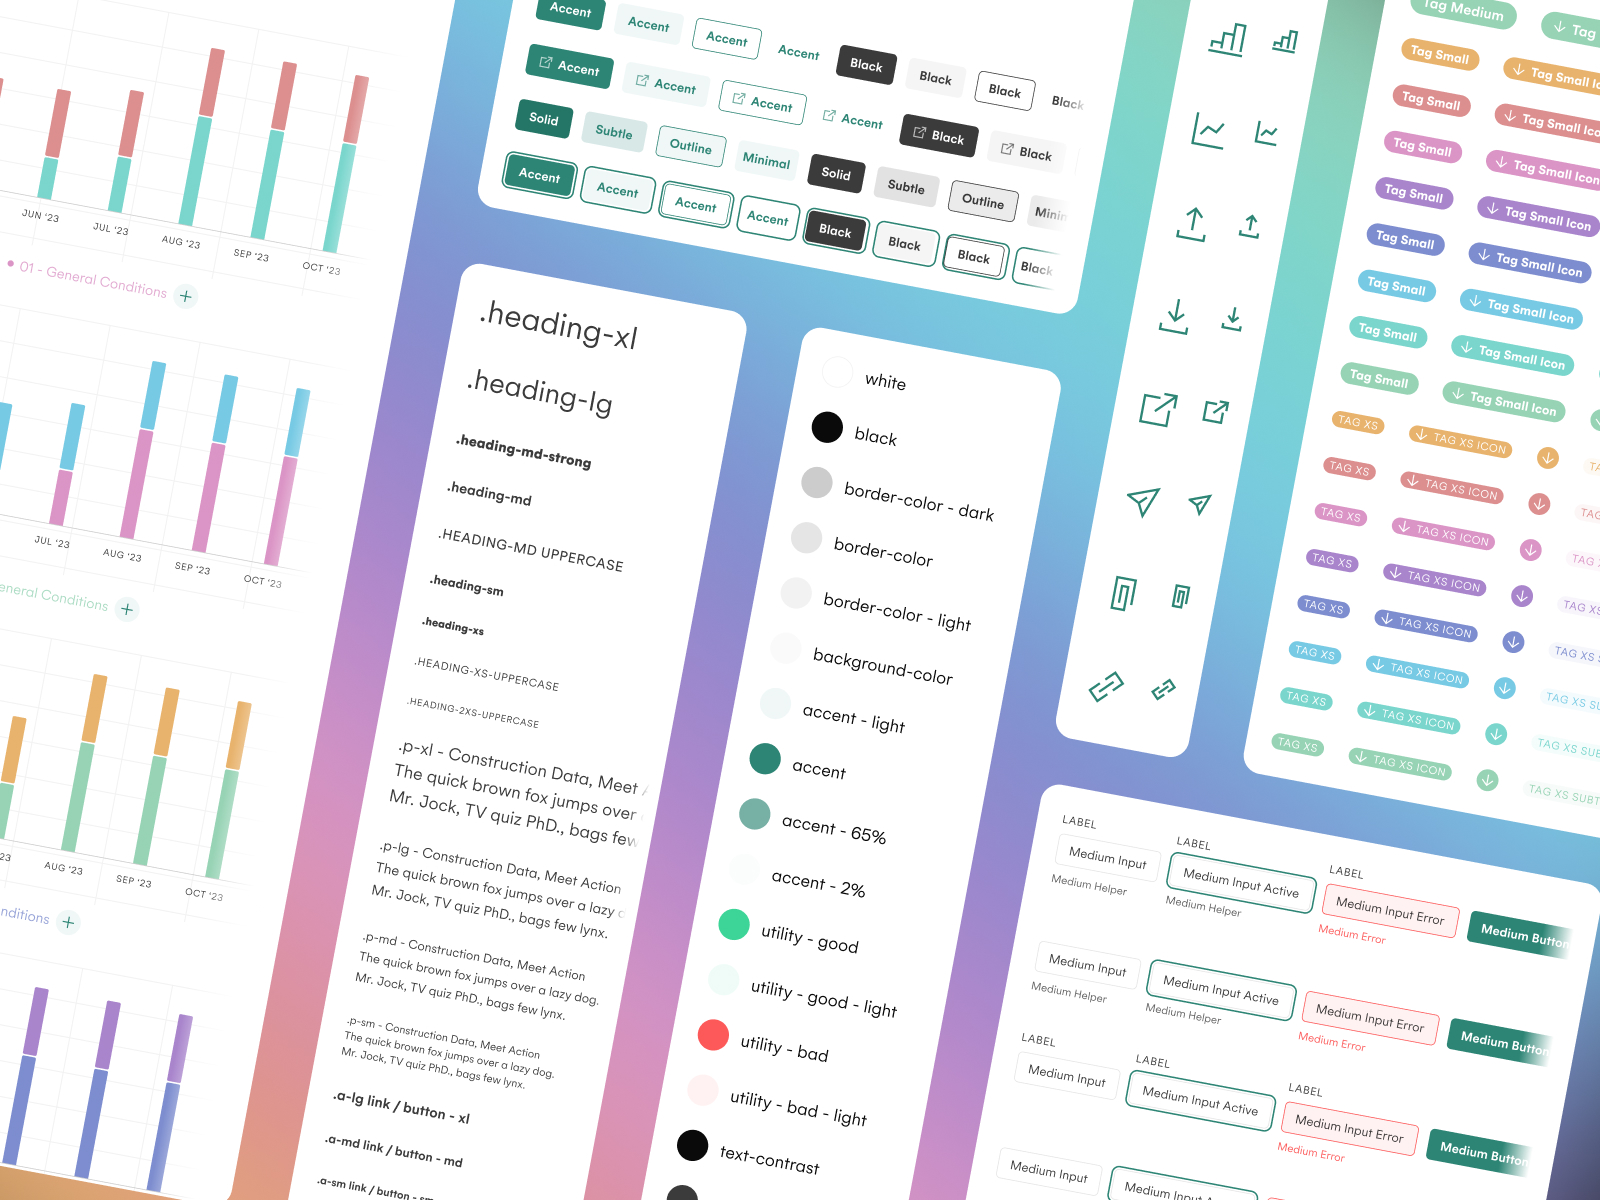 JUN '23
JUL '23
AUG '23
SEP '23
OCT '23
01 - General Conditions
JUL '23
AUG '23
SEP '23
OCT '23
General Conditions
AUG '23
SEP '23
OCT '23
Accent
Accent
Accent
Accent
Black
Black
Black
Black
Accent
Accent
Accent
Accent
Black
Black
Solid
Subtle
Outline
Minimal
Solid
Subtle
Outline
Accent
Accent
Accent
Accent
Black
Black
Black
Black
.heading-xl
.heading-lg
.heading-md-strong
.heading-md
.HEADING-MD UPPERCASE
.heading-sm
.heading-xs
.HEADING-XS-UPPERCASE
.HEADING-2XS-UPPERCASE
.p-xl - Construction Data, Meet
The quick brown fox jumps over
Mr. Jock, TV quiz PhD., bags few
.p-lg - Construction Data, Meet Action
The quick brown fox jumps over a lazy
Mr. Jock, TV quiz PhD., bags few lynx.
.p-md - Construction Data, Meet Action
The quick brown fox jumps over a lazy dog.
Mr. Jock, TV quiz PhD., bags few lynx.
.p-sm - Construction Data, Meet Action
The quick brown fox jumps over a lazy dog.
Mr. Jock, TV quiz PhD., bags few lynx.
.a-lg link / button - xl
.a-md link / button - md
.a-sm link / button - sm
white
black
border-color - dark
border-color
border-color - light
background-color
accent - light
accent
accent - 65%
accent - 2%
utility - good
utility - good - light
utility - bad
utility - bad - light
text-contrast
Tag Medium
Tag
Tag Small
Tag Small Icon
Tag Small
Tag Small Icon
Tag Small
Tag Small Icon
Tag Small
Tag Small Icon
Tag Small
Tag Small Icon
Tag Small
Tag Small Icon
Tag Small
Tag Small Icon
Tag Small
Tag Small Icon
TAG XS
TAG XS ICON
TAG XS
TAG XS ICON
TAG
TAG XS
TAG XS ICON
TAG XS
TAG XS
TAG XS ICON
TAG XS
TAG XS
TAG XS ICON
TAG XS
TAG XS
TAG XS ICON
TAG XS
TAG XS
TAG XS ICON
TAG XS
TAG XS
TAG XS ICON
TAG XS
LABEL
Medium Input
Medium Helper
LABEL
Medium Input Active
Medium Helper
LABEL
Medium Input Error
Medium Error
Medium Button
Medium Input
Medium Helper
Medium Input Active
Medium Helper
Medium Input Error
Medium Error
Medium Button
LABEL
Medium Input
LABEL
Medium Input Active
LABEL
Medium Input Error
Medium Error
Medium Button
Medium Input
Medium Input